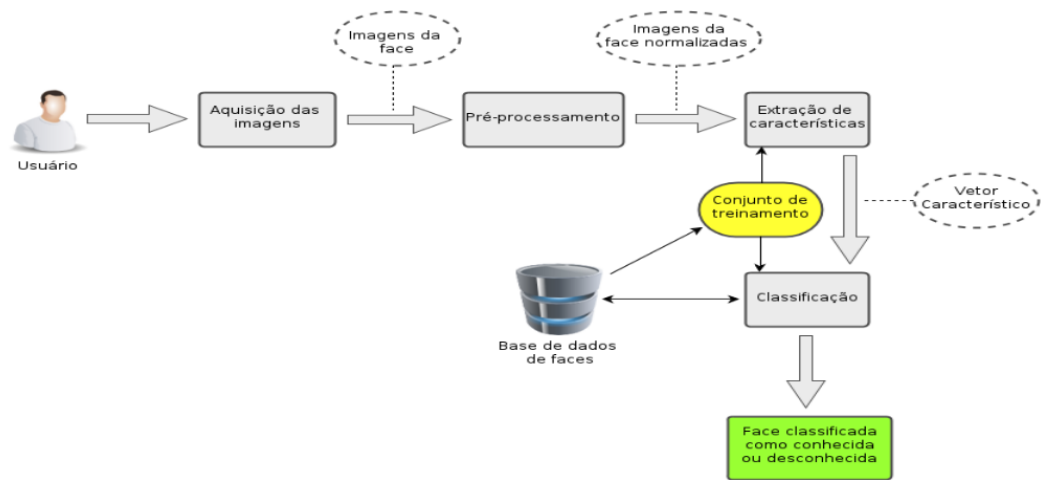 Imagens da
face
Imagens da
face normalizadas
Usuário
Aquisição das
imagens
Pré-processamento
Extração de
característícas
Conjunto de
treinamento
Vetor
Característico
Base de dados
de faces
Classificação
Face classificada
como conhecida
ou desconhecida